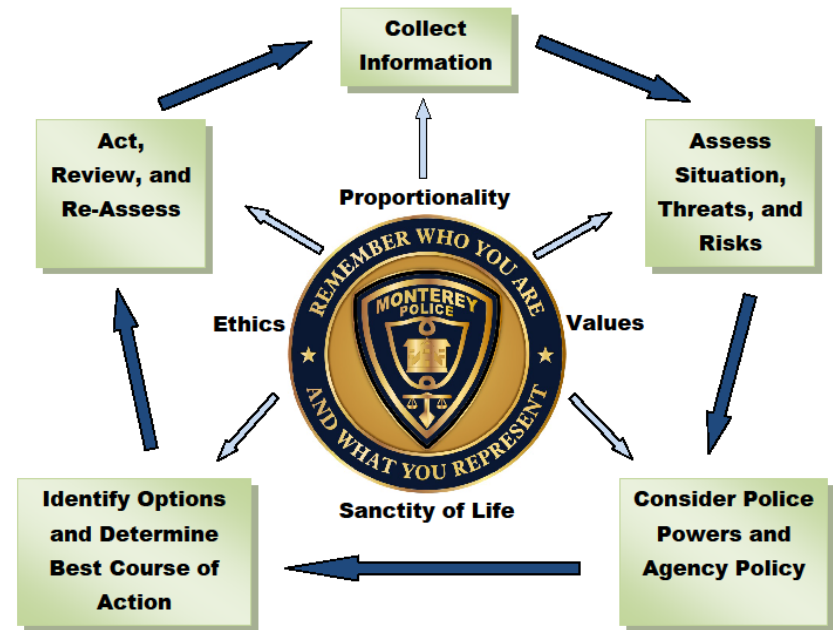 Collect
Information
Act,
Review, and
Re-Assess
Assess
Situation,
Threats, and
Risks
Proportionality
REMEMBER WHO YOU ARE
MONTEREY
POLICE
Ethics
Values
AND WHAT YOU REPRESENT
Sanctity of Life
Identify Options
and Determine
Best Course of
Action
Consider Police
Powers and
Agency Policy